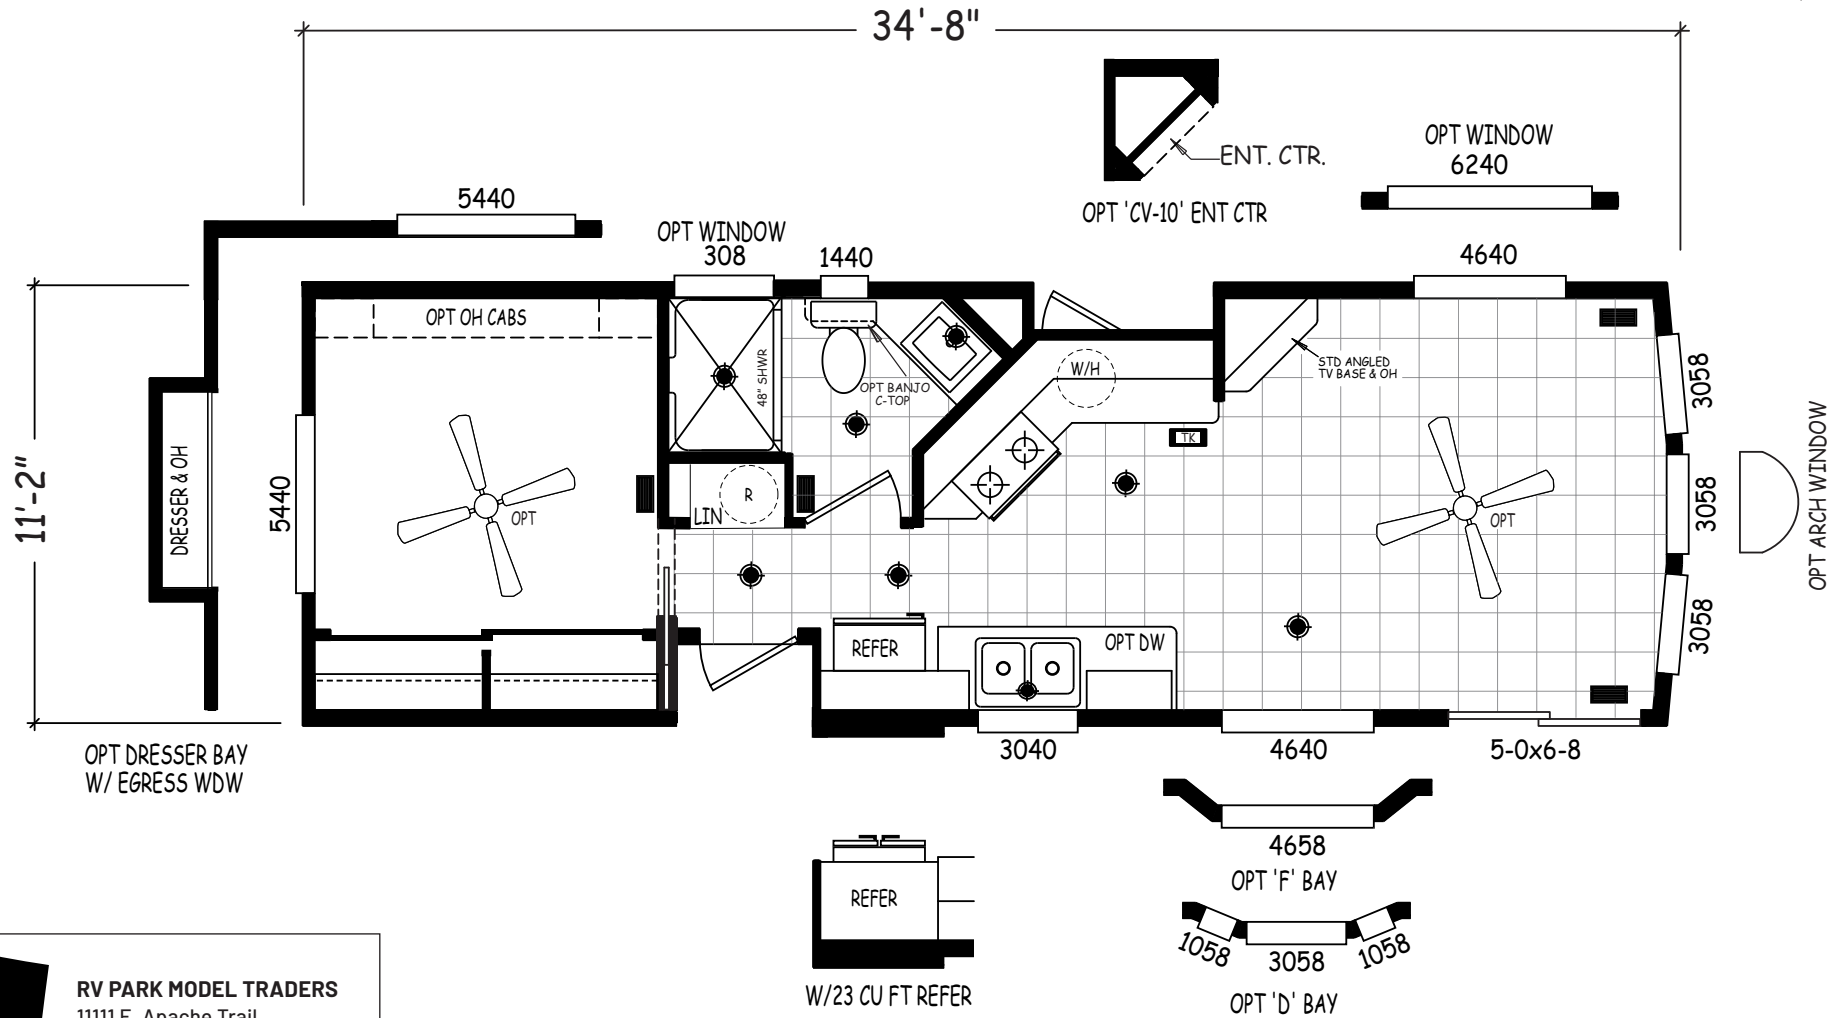 34'-8"
ENT. CTR.
OPT 'CV-10' ENT CTR
OPT WINDOW
6240
5440
OPT WINDOW
308
1440
4640
OPT OH CABS
48" SHWR
OPT BANJO
C-TOP
W/H
STD ANGLED
TV BASE & OH
3058
11'-2"
DRESSER & OH
5440
OPT
LIN
R
TK
OPT
3058
OPT ARCH WINDOW
REFER
OPT DW
3058
3040
4640
5-0x6-8
OPT DRESSER BAY
W/ EGRESS WDW
4658
OPT 'F' BAY
REFER
W/23 CU FT REFER
1058
3058
1058
OPT 'D' BAY
RV PARK MODEL TRADERS
11111 E. Apache Trail